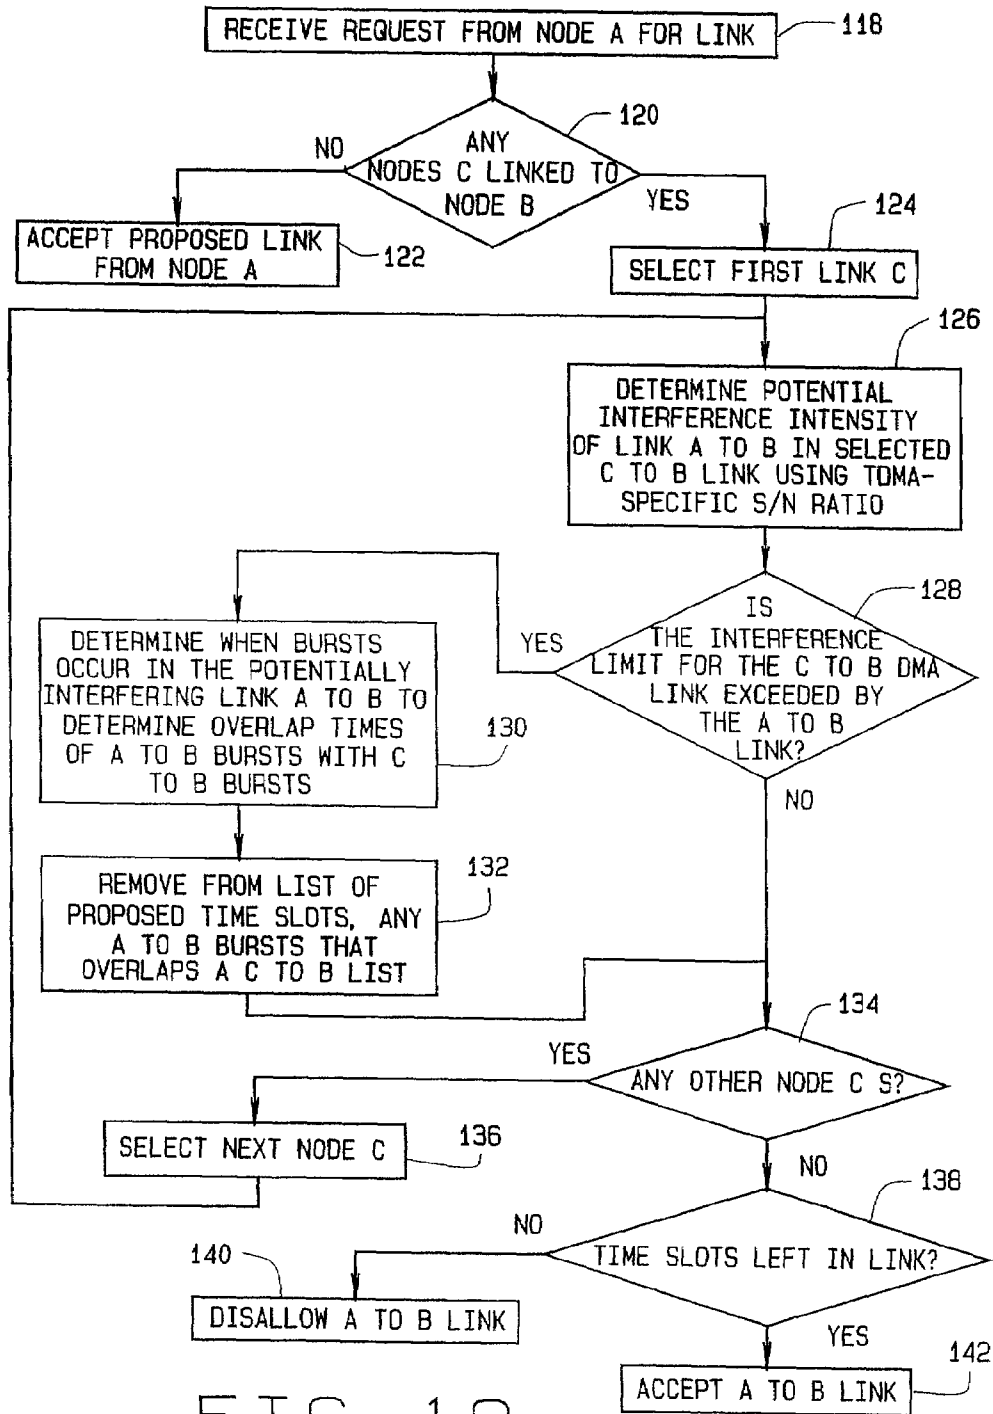 RECEIVE REQUEST FROM NODE A FOR LINK
118
120
ANY
NODES C LINKED TO
NODE B
NO
YES
ACCEPT PROPOSED LINK
FROM NODE A
122
124
SELECT FIRST LINK C
126
DETERMINE POTENTIAL
INTERFERENCE INTENSITY
OF LINK A TO B IN SELECTED
C TO B LINK USING TDMA-
SPECIFIC S/N RATIO
128
IS
THE INTERFERENCE
LIMIT FOR THE C TO B DMA
LINK EXCEEDED BY
THE A TO B
LINK?
YES
NO
DETERMINE WHEN BURSTS
OCCUR IN THE POTENTIALLY
INTERFERING LINK A TO B TO
DETERMINE OVERLAP TIMES
OF A TO B BURSTS WITH C
TO B BURSTS
130
REMOVE FROM LIST OF
PROPOSED TIME SLOTS, ANY
A TO B BURSTS THAT
OVERLAPS A C TO B LIST
132
134
ANY OTHER NODE C S?
YES
NO
SELECT NEXT NODE C
136
138
TIME SLOTS LEFT IN LINK?
NO
YES
140
DISALLOW A TO B LINK
142
ACCEPT A TO B LINK